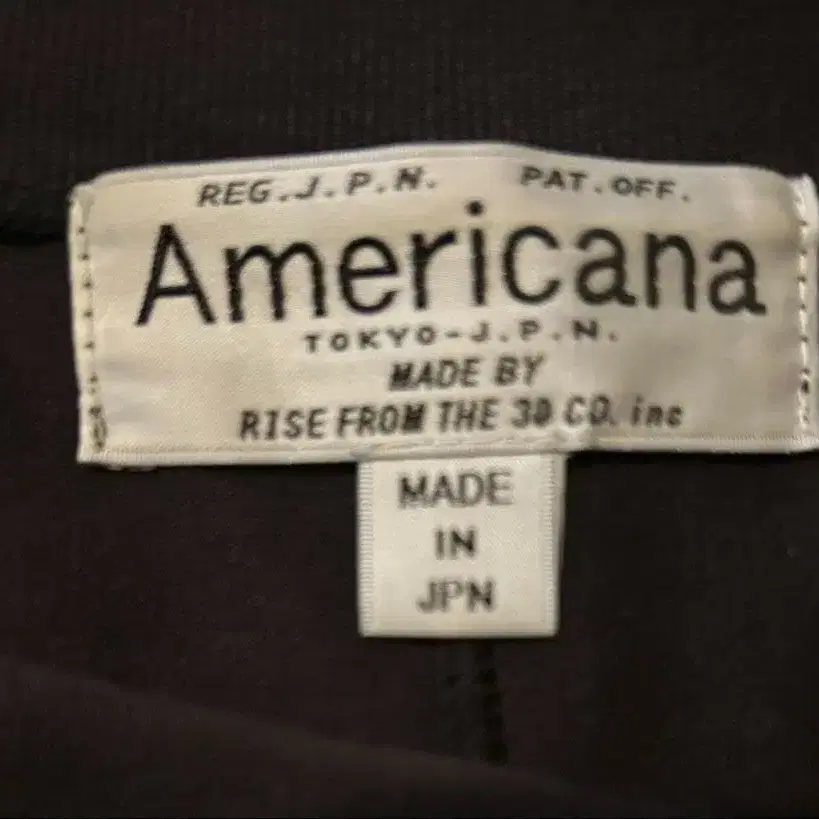 REG.J.P.N. PAT.OFF.
Americana
TOKYO-J.P.N.
MADE BY
RISE FROM THE 30 CO. inc
MADE
IN
JPN